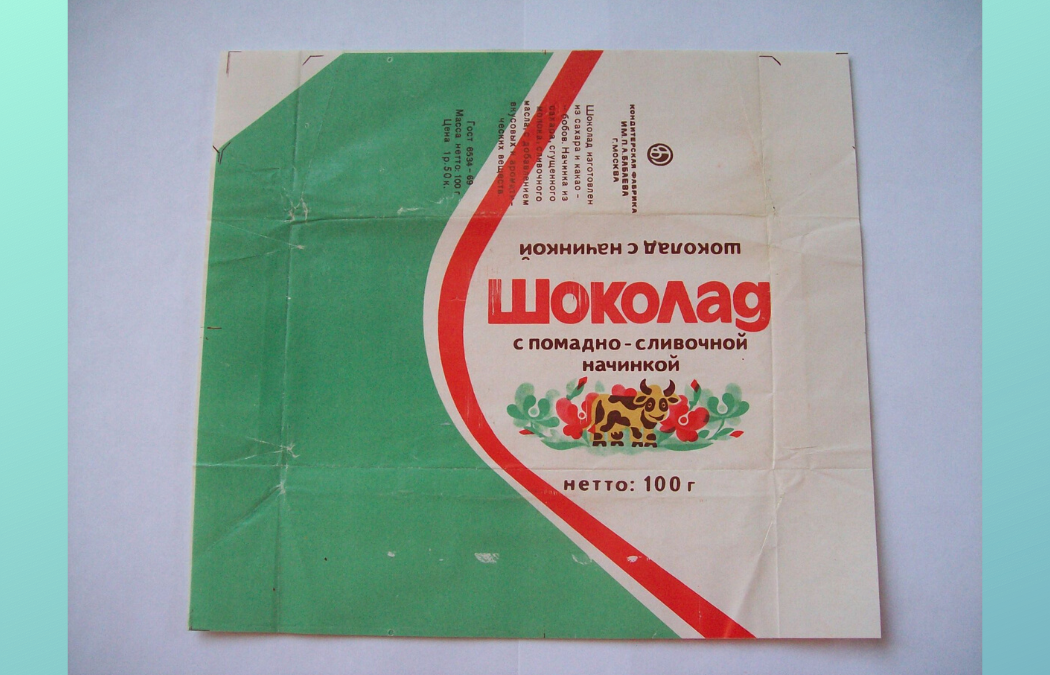 КОНДИТЕРСКАЯ ФАБРИКА
ИМ. П.А. БАБАЕВА
Г. МОСКВА
Шоколад изготовлен
из сахара и какао-
бобов. Начинка из
сахара, сгущенного
молока, сливочного
масла, с добавлением
вкусовых и аромати-
ческих веществ.
Гост 6534-69
Масса нетто: 100 г
Цена 1р.50к.
ШОКОЛАД С НАЧИНКОЙ
Шоколад
с помадно-сливочной
начинкой
нетто: 100 г